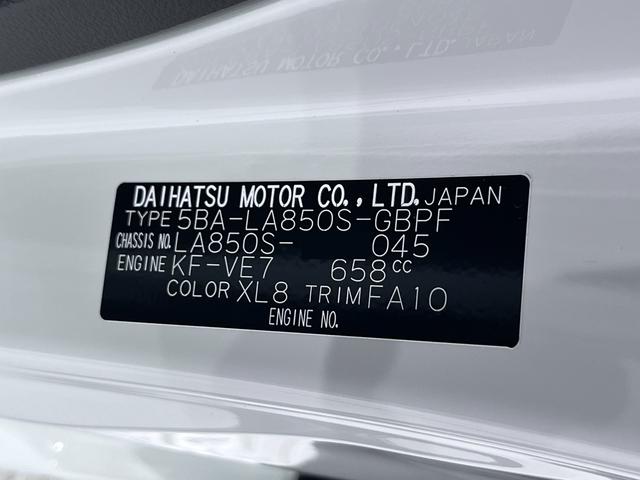 DAIHATSU MOTOR CO., LTD. JAPAN
TYPE 5BA-LA850S-GBPF
CHASSIS NO. LA850S- 045
ENGINE KF-VE7 658cc
COLOR XL8 TRIM FA10
ENGINE NO.